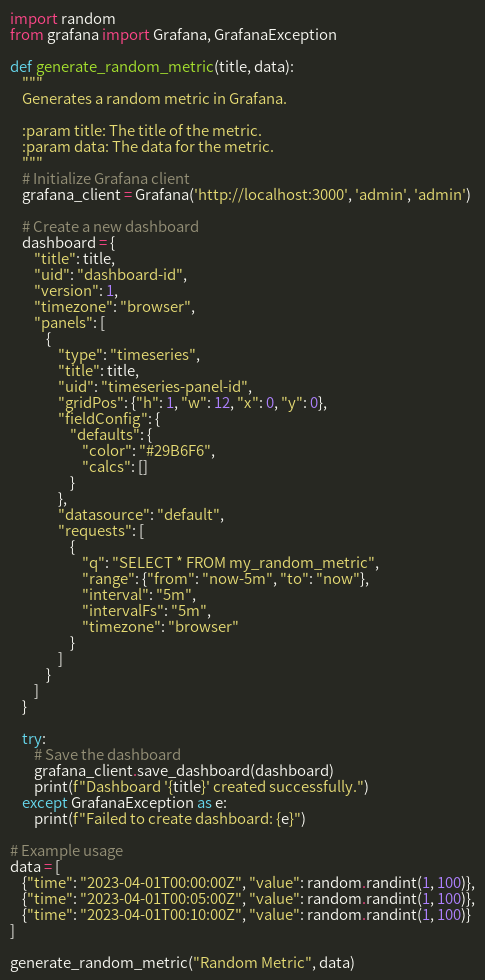 import random
from grafana import Grafana, GrafanaException

def generate_random_metric(title, data):
    """
    Generates a random metric in Grafana.

    :param title: The title of the metric.
    :param data: The data for the metric.
    """
    # Initialize Grafana client
    grafana_client = Grafana('http://localhost:3000', 'admin', 'admin')

    # Create a new dashboard
    dashboard = {
        "title": title,
        "uid": "dashboard-id",
        "version": 1,
        "timezone": "browser",
        "panels": [
            {
                "type": "timeseries",
                "title": title,
                "uid": "timeseries-panel-id",
                "gridPos": {"h": 1, "w": 12, "x": 0, "y": 0},
                "fieldConfig": {
                    "defaults": {
                        "color": "#29B6F6",
                        "calcs": []
                    }
                },
                "datasource": "default",
                "requests": [
                    {
                        "q": "SELECT * FROM my_random_metric",
                        "range": {"from": "now-5m", "to": "now"},
                        "interval": "5m",
                        "intervalFs": "5m",
                        "timezone": "browser"
                    }
                ]
            }
        ]
    }

    try:
        # Save the dashboard
        grafana_client.save_dashboard(dashboard)
        print(f"Dashboard '{title}' created successfully.")
    except GrafanaException as e:
        print(f"Failed to create dashboard: {e}")

# Example usage
data = [
    {"time": "2023-04-01T00:00:00Z", "value": random.randint(1, 100)},
    {"time": "2023-04-01T00:05:00Z", "value": random.randint(1, 100)},
    {"time": "2023-04-01T00:10:00Z", "value": random.randint(1, 100)}
]

generate_random_metric("Random Metric", data)